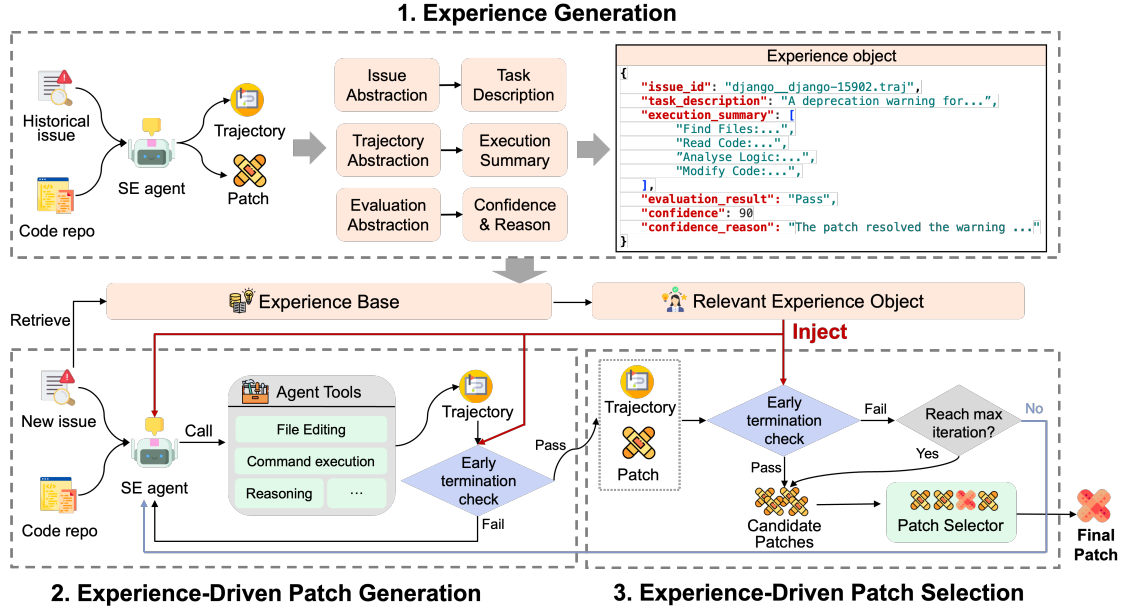 1. Experience Generation
Historical
issue
Code repo
SE agent
Trajectory
Patch
Issue
Abstraction
Task
Description
Trajectory
Abstraction
Execution
Summary
Evaluation
Abstraction
Confidence
& Reason
Experience object
{
"issue_id": "django__django-15902.traj",
"task_description": "A deprecation warning for...",
"execution_summary": [
"Find Files:...",
"Read Code:...",
"Analyse Logic:...",
"Modify Code:...",
],
"evaluation_result": "Pass",
"confidence": 90
"confidence_reason": "The patch resolved the warning ..."
}
Retrieve
Experience Base
Relevant Experience Object
Inject
New issue
Code repo
SE agent
Call
Agent Tools
File Editing
Command execution
Reasoning
...
Trajectory
Early
termination
check
Fail
Pass
Trajectory
Patch
Early
termination
check
Fail
Pass
Reach max
iteration?
No
Yes
Candidate
Patches
Patch Selector
Final
Patch
2. Experience-Driven Patch Generation
3. Experience-Driven Patch Selection